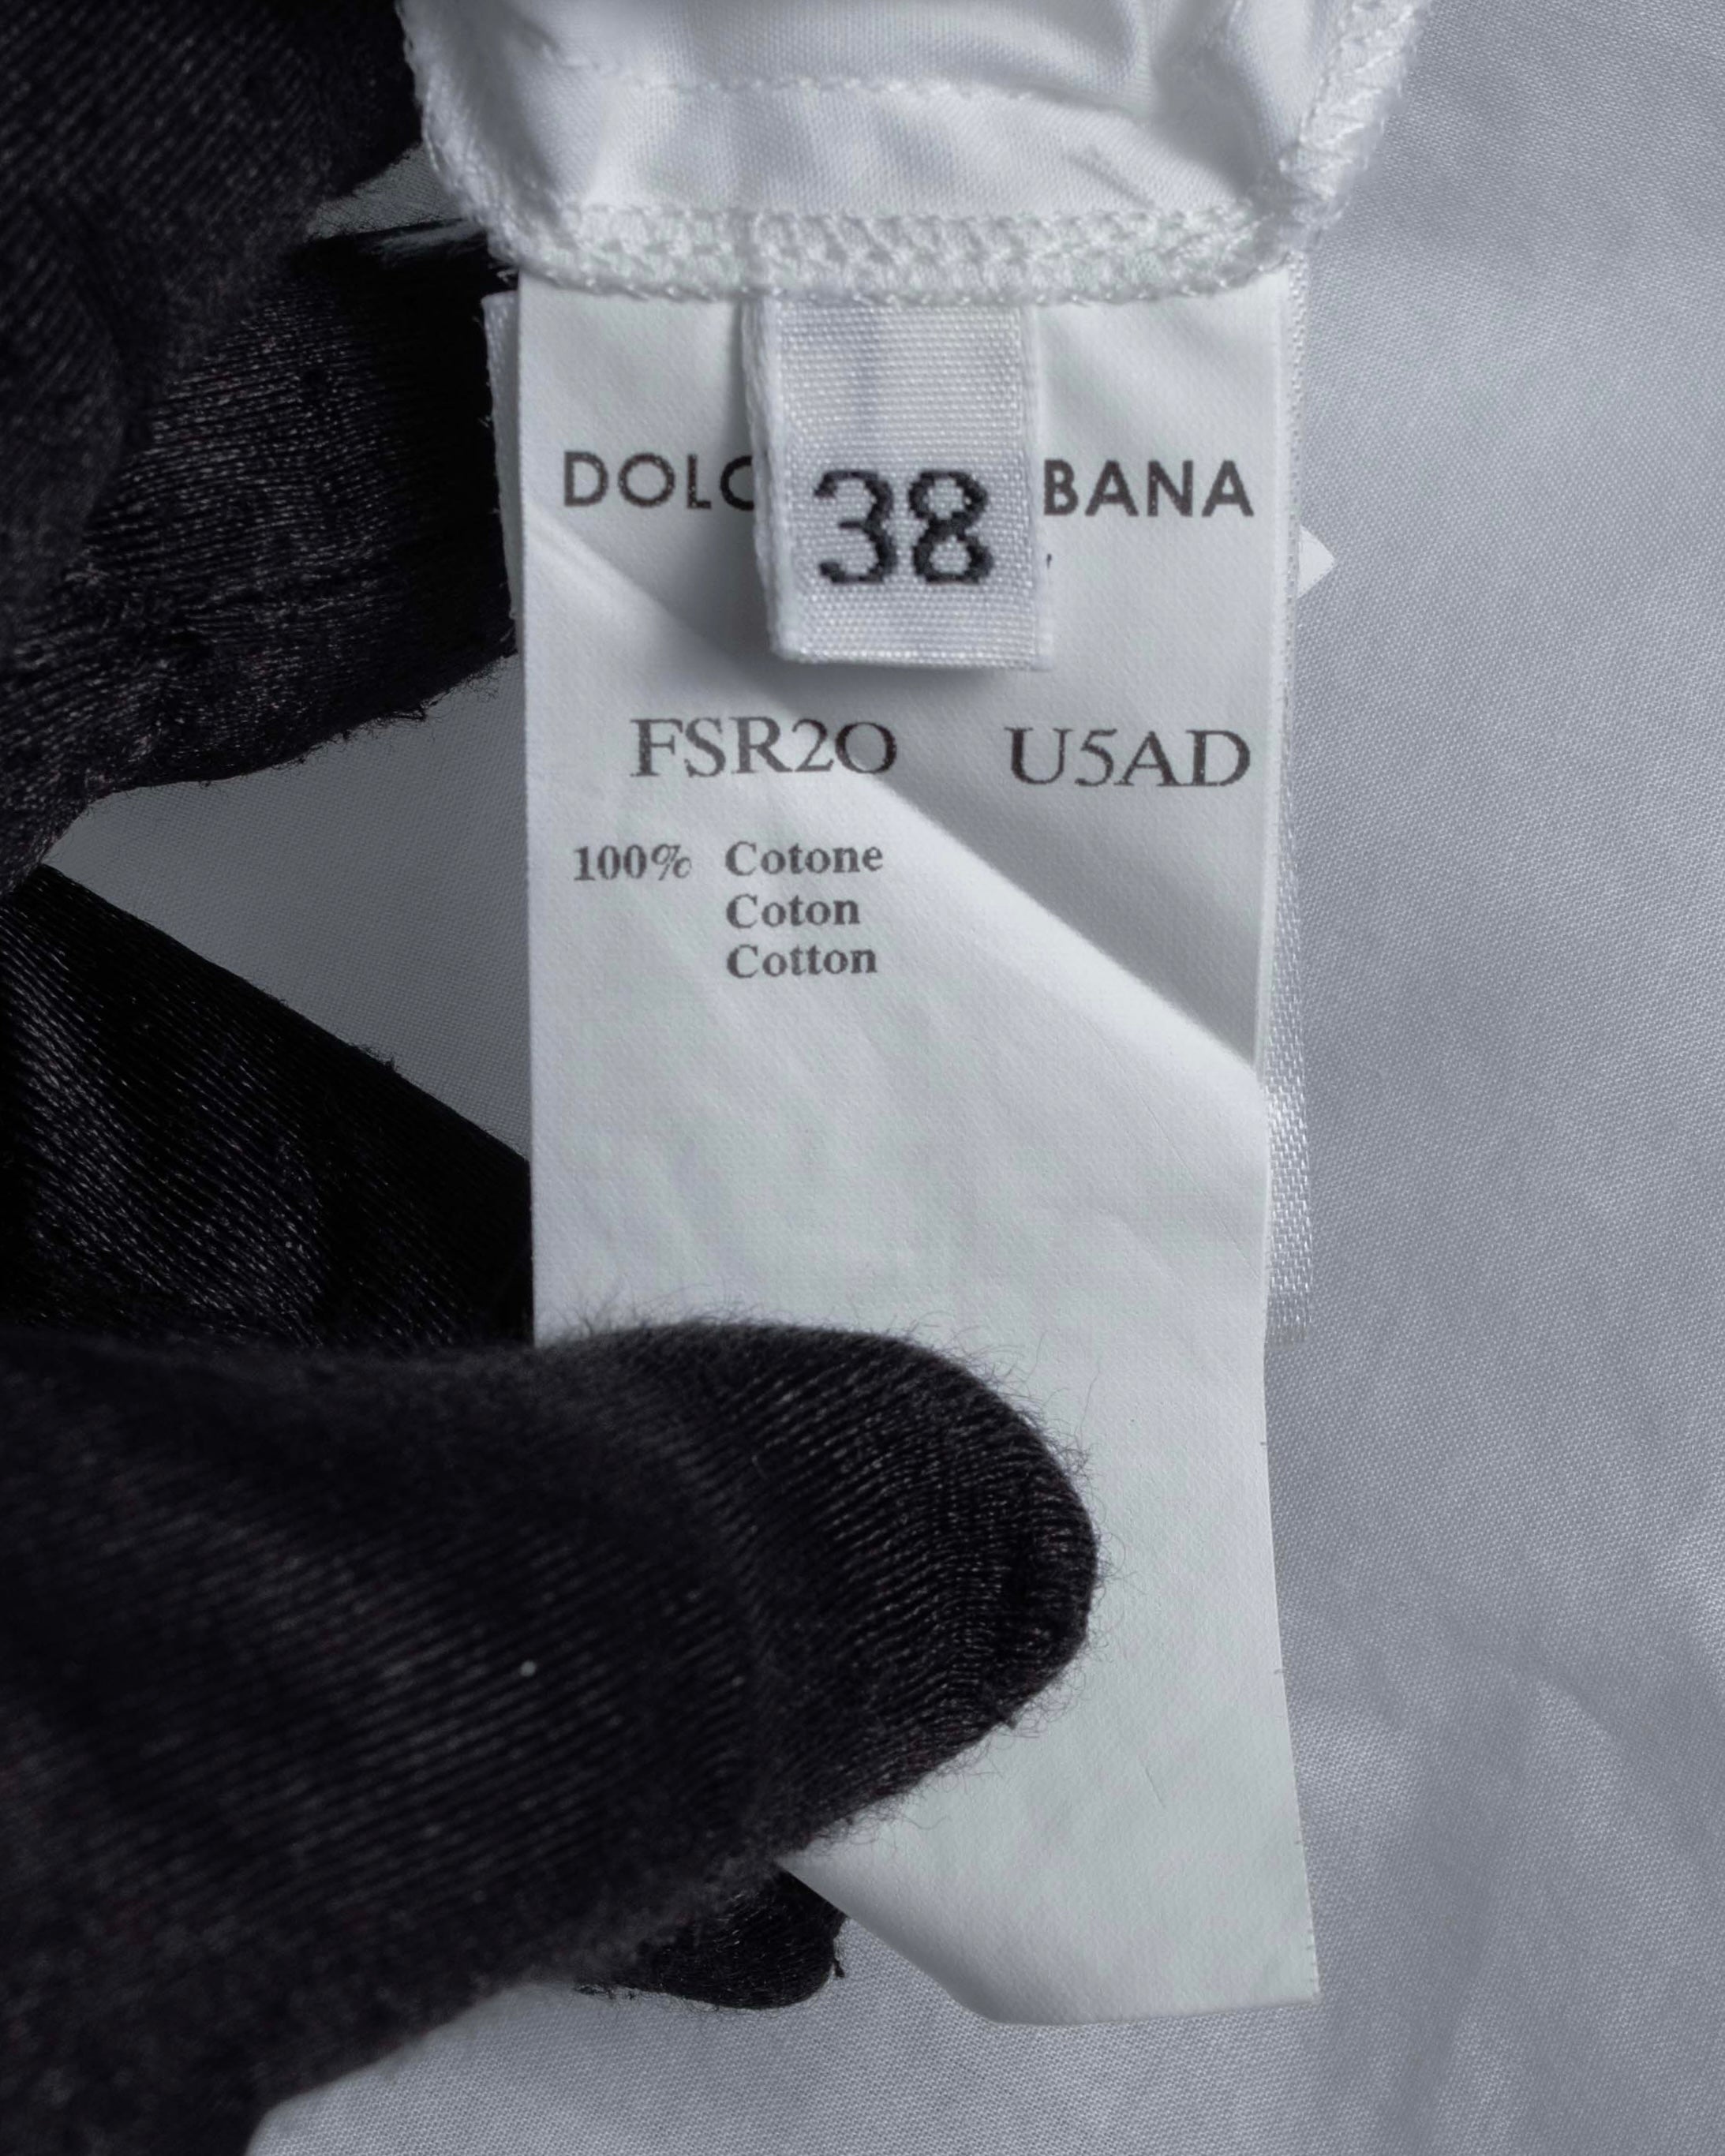 DOLC BANA
38
FSR2O U5AD
100% Cotone
Coton
Cotton